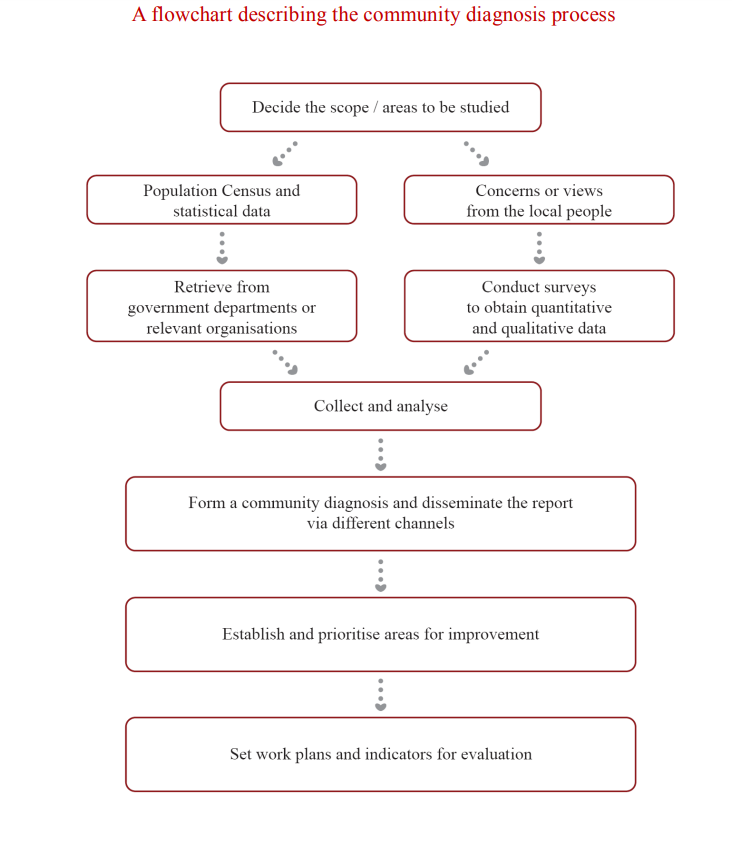 A flowchart describing the community diagnosis process
Decide the scope / areas to be studied
Population Census and
statistical data
Concerns or views
from the local people
Retrieve from
government departments or
relevant organisations
Conduct surveys
to obtain quantitative
and qualitative data
Collect and analyse
Form a community diagnosis and disseminate the report
via different channels
Establish and prioritise areas for improvement
Set work plans and indicators for evaluation